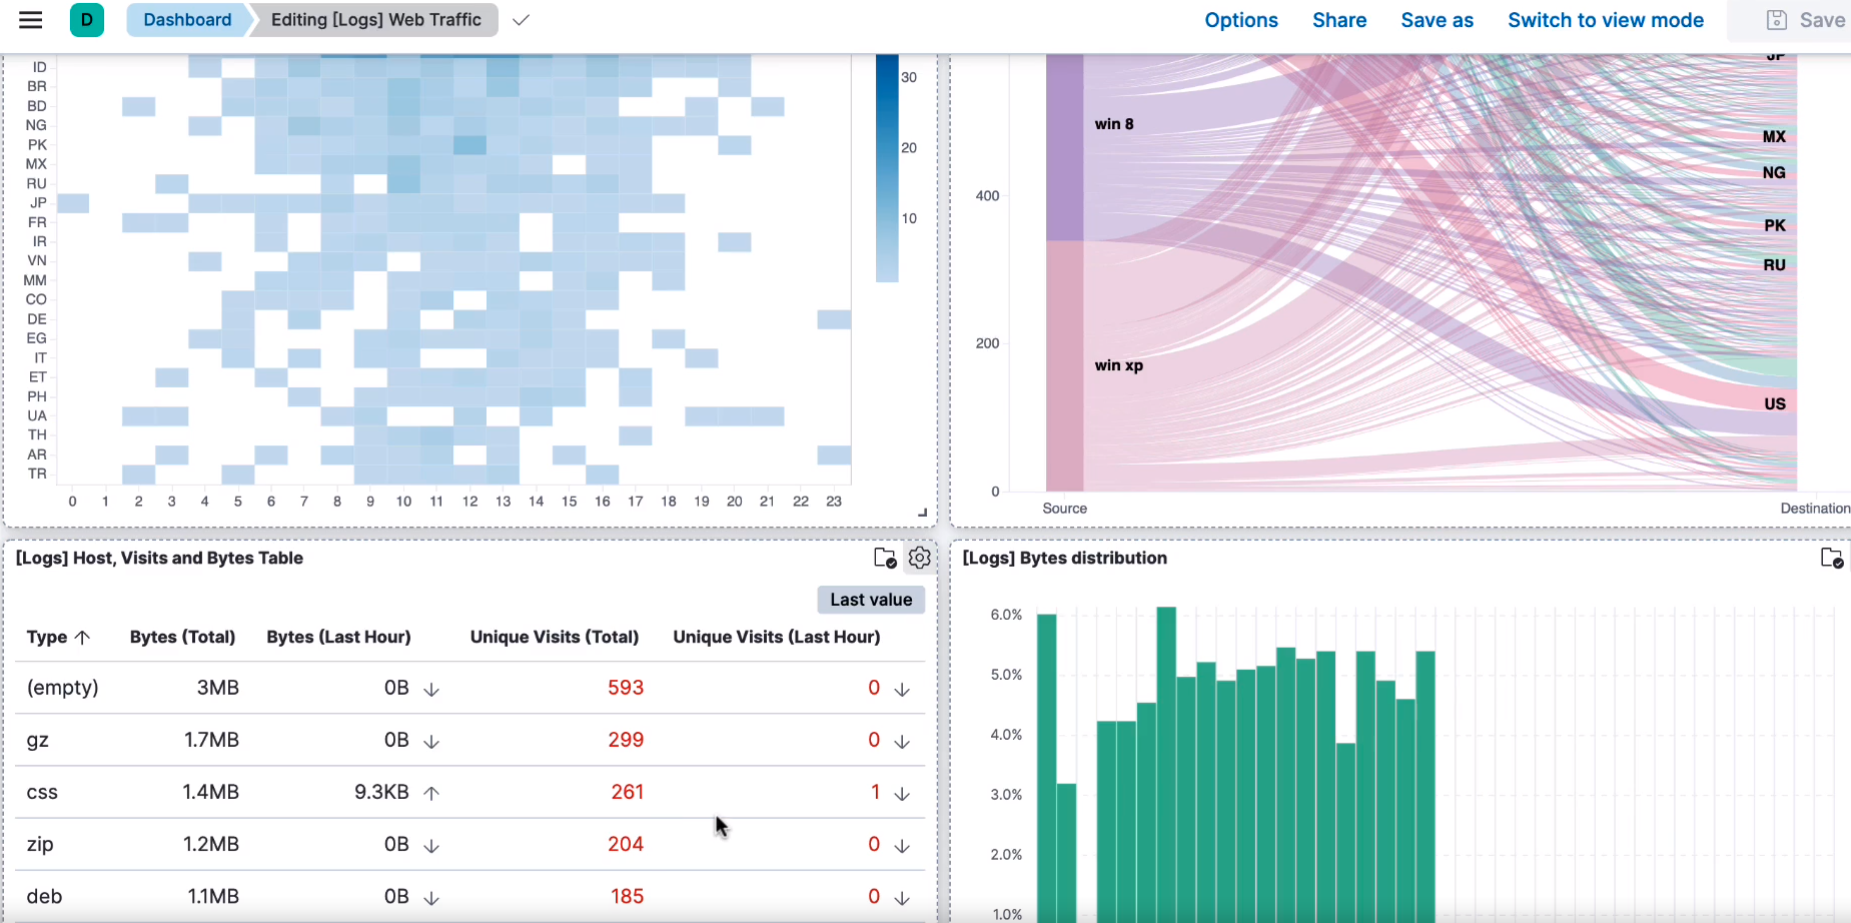 D Dashboard Editing [Logs] Web Traffic Options Share Save as Switch to view mode Save
ID
BR
BD
NG
PK
MX
RU
JP
FR
IR
VN
MM
CO
DE
EG
IT
ET
PH
UA
TH
AR
TR
0 1 2 3 4 5 6 7 8 9 10 11 12 13 14 15 16 17 18 19 20 21 22 23
30
20
10
400
200
0
win 8
win xp
JP
MX
NG
PK
RU
US
Source Destination
[Logs] Host, Visits and Bytes Table
Last value
Type ↑ Bytes (Total) Bytes (Last Hour) Unique Visits (Total) Unique Visits (Last Hour)
(empty) 3MB 0B ↓ 593 0 ↓
gz 1.7MB 0B ↓ 299 0 ↓
css 1.4MB 9.3KB ↑ 261 1 ↓
zip 1.2MB 0B ↓ 204 0 ↓
deb 1.1MB 0B ↓ 185 0 ↓
[Logs] Bytes distribution
6.0%
5.0%
4.0%
3.0%
2.0%
1.0%